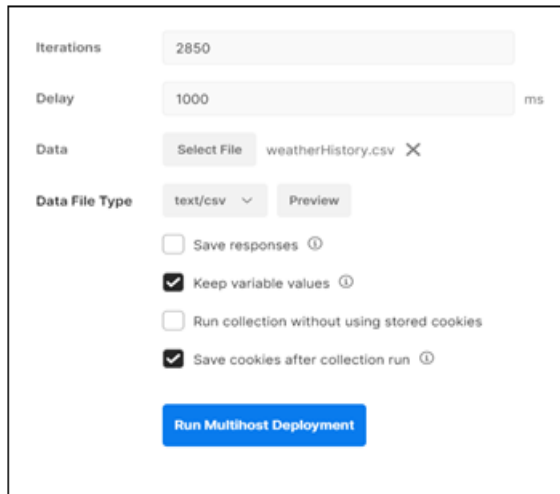 Iterations 2850
Delay 1000 ms
Data Select File weatherHistory.csv
Data File Type text/csv Preview
Save responses
Keep variable values
Run collection without using stored cookies
Save cookies after collection run
Run Multihost Deployment